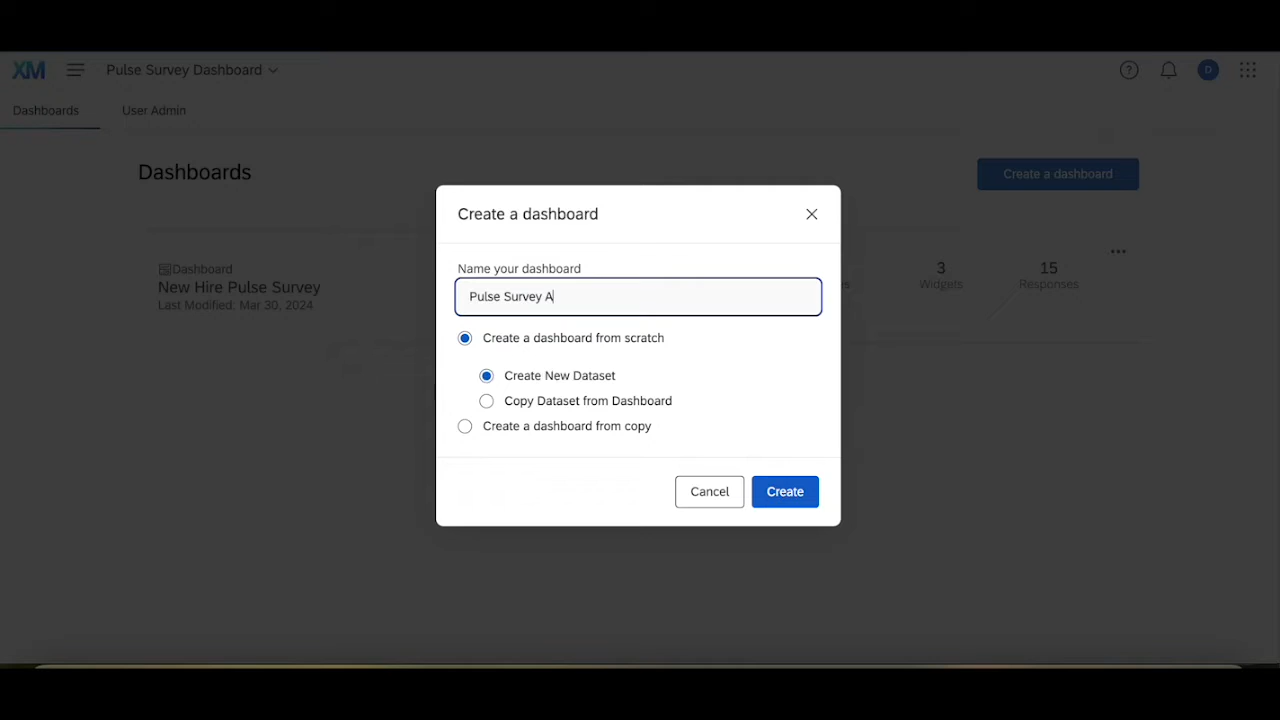 XM
Pulse Survey Dashboard
D
Dashboards
User Admin
Dashboards
Create a dashboard
Dashboard
New Hire Pulse Survey
Last Modified: Mar 30, 2024
3
Widgets
15
Responses
Create a dashboard
Name your dashboard
Pulse Survey A
Create a dashboard from scratch
Create New Dataset
Copy Dataset from Dashboard
Create a dashboard from copy
Cancel
Create